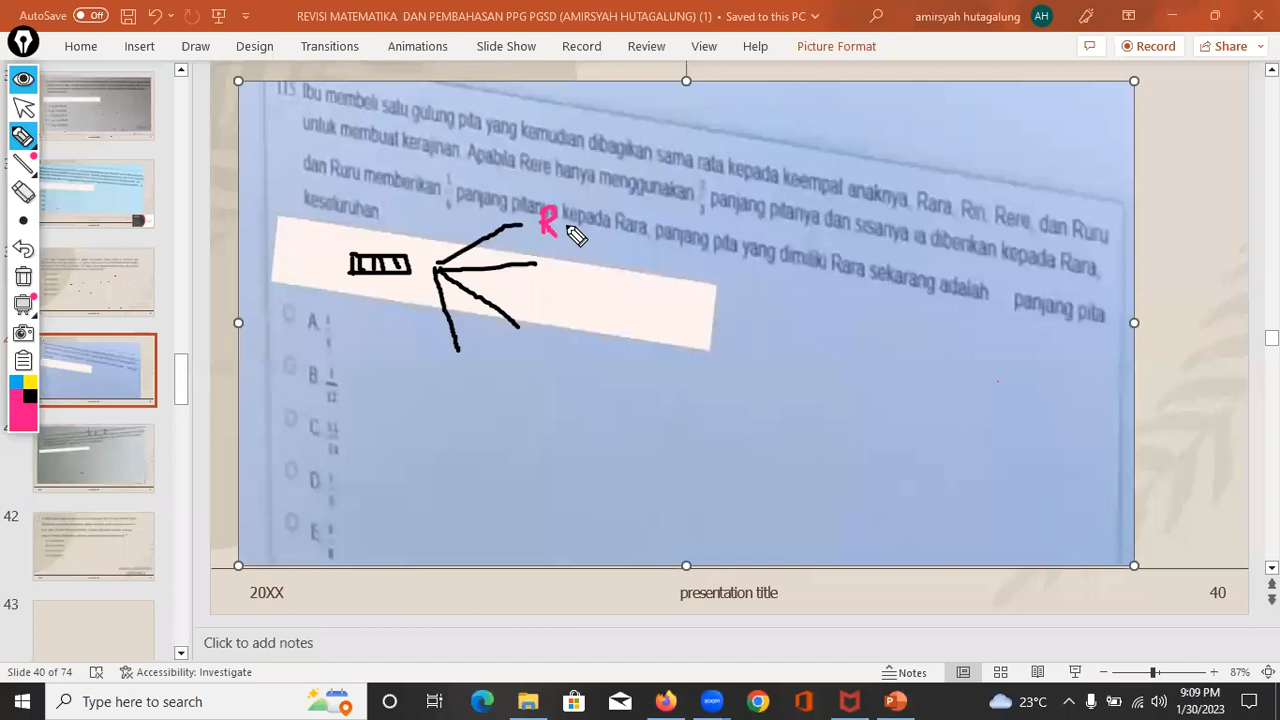 AutoSave Off
REVISI MATEMATIKA DAN PEMBAHASAN PPG PGSD (AMIRSYAH HUTAGALUNG) (1) • Saved to this PC
amirsyah hutagalung AH
Home Insert Draw Design Transitions Animations Slide Show Record Review View Help Picture Format Record Share
115 Ibu membeli satu gulung pita yang kemudian dibagikan sama rata kepada keempat anaknya, Rara, Riri, Rere, dan Ruru
untuk membuat kerajinan. Apabila Rere hanya menggunakan panjang pitanya dan sisanya ia diberikan kepada Rara,
dan Ruru memberikan panjang pitanya kepada Rara, panjang pita yang dimiliki Rara sekarang adalah panjang pita
keseluruhan
R
A.
B.
C.
D.
E.
20XX presentation title 40
42
43
Click to add notes
Slide 40 of 74 Accessibility: Investigate Notes 87%
Type here to search
23°C
9:09 PM
1/30/2023